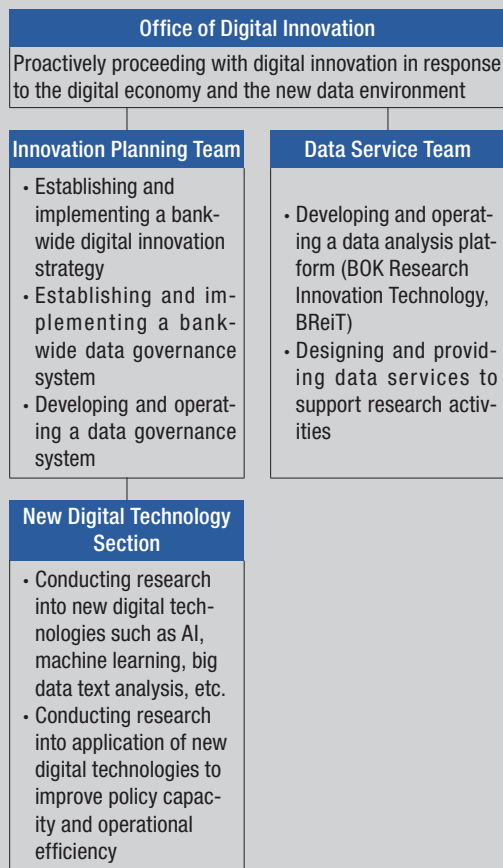 Office of Digital Innovation
Proactively proceeding with digital innovation in response
to the digital economy and the new data environment
Innovation Planning Team
• Establishing and
implementing a bank-
wide digital innovation
strategy
• Establishing and im-
plementing a bank-
wide data governance
system
• Developing and operat-
ing a data governance
system
Data Service Team
• Developing and operat-
ing a data analysis plat-
form (BOK Research
Innovation Technology,
BReiT)
• Designing and provid-
ing data services to
support research activ-
ities
New Digital Technology
Section
• Conducting research
into new digital tech-
nologies such as AI,
machine learning, big
data text analysis, etc.
• Conducting research
into application of new
digital technologies to
improve policy capac-
ity and operational
efficiency